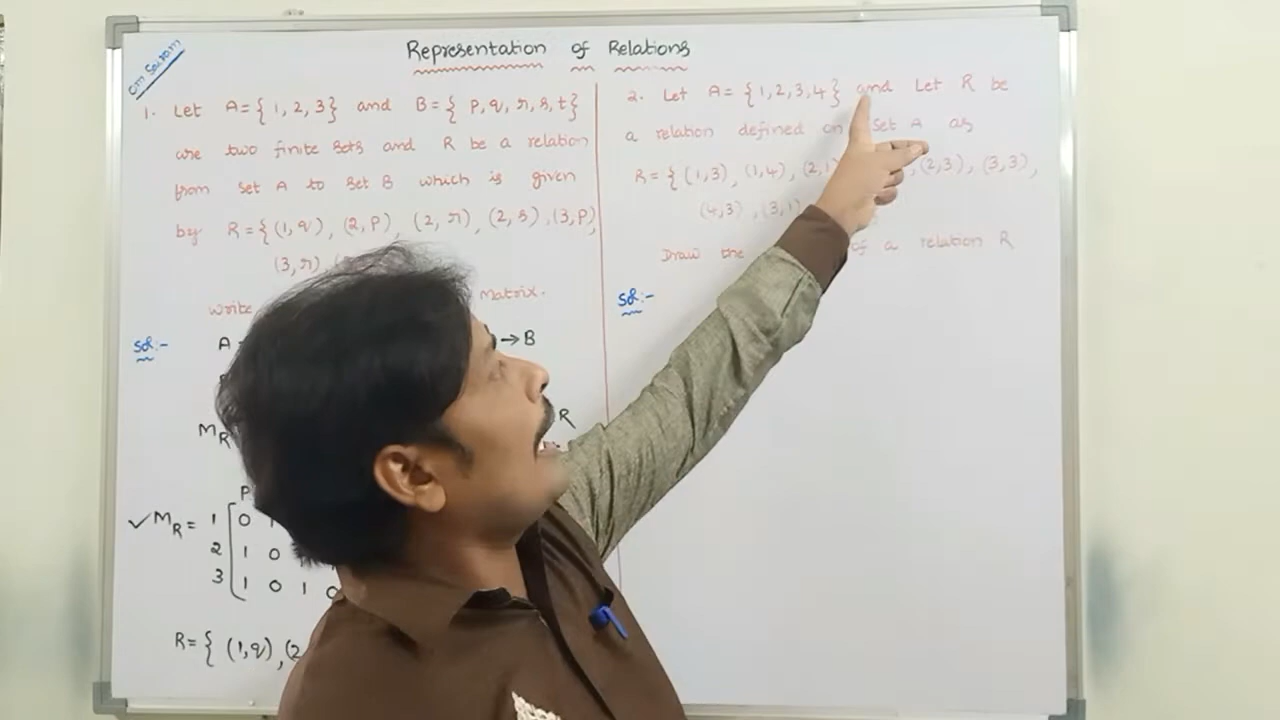 Om Sairam
Representation of Relations
1. Let A = { 1, 2, 3} and B = { p, q, r, s, t}
are two finite sets and R be a relation
from set A to set B which is given
by R = { (1,q), (2,p), (2,r), (2,s), (3,p),
(3,r)
write matrix.
Sol:-
A → B
M_R R
P
✓ M_R = 1 [ 0 1
2 1 0
3 1 0 1 0
R = { (1,q), (2
2. Let A = {1,2,3,4} and Let R be
a relation defined on set A as
R = { (1,3), (1,4), (2,1) , (2,3), (3,3),
(4,3), (3,1)
Draw the of a relation R
Sol:-